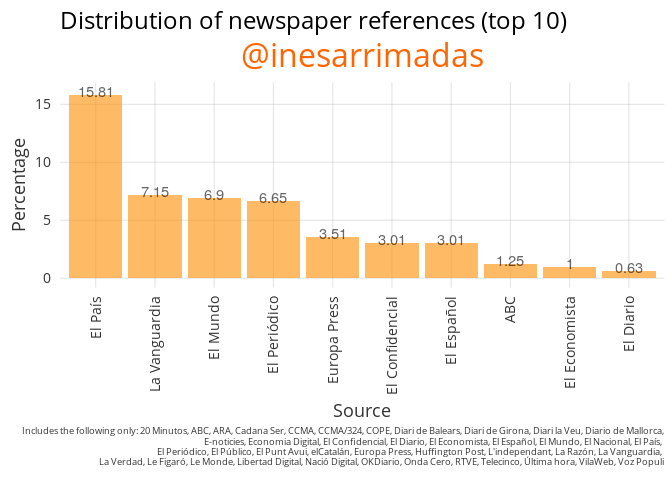 Distribution of newspaper references (top 10)
@inesarrimadas
Percentage
15
10
5
0
15.81
7.15
6.9
6.65
3.51
3.01
3.01
1.25
1
0.63
El País
La Vanguardia
El Mundo
El Periódico
Europa Press
El Confidencial
El Español
ABC
El Economista
El Diario
Source
Includes the following only: 20 Minutos, ABC, ARA, Cadana Ser, CCMA, CCMA/324, COPE, Diari de Balears, Diari de Girona, Diari la Veu, Diario de Mallorca,
E-noticies, Economia Digital, El Confidencial, El Diario, El Economista, El Español, El Mundo, El Nacional, El País,
El Periódico, El Público, El Punt Avui, elCatalán, Europa Press, Huffington Post, L'independant, La Razón, La Vanguardia,
La Verdad, Le Figaró, Le Monde, Libertad Digital, Nació Digital, OKDiario, Onda Cero, RTVE, Telecinco, Última hora, VilaWeb, Voz Populi